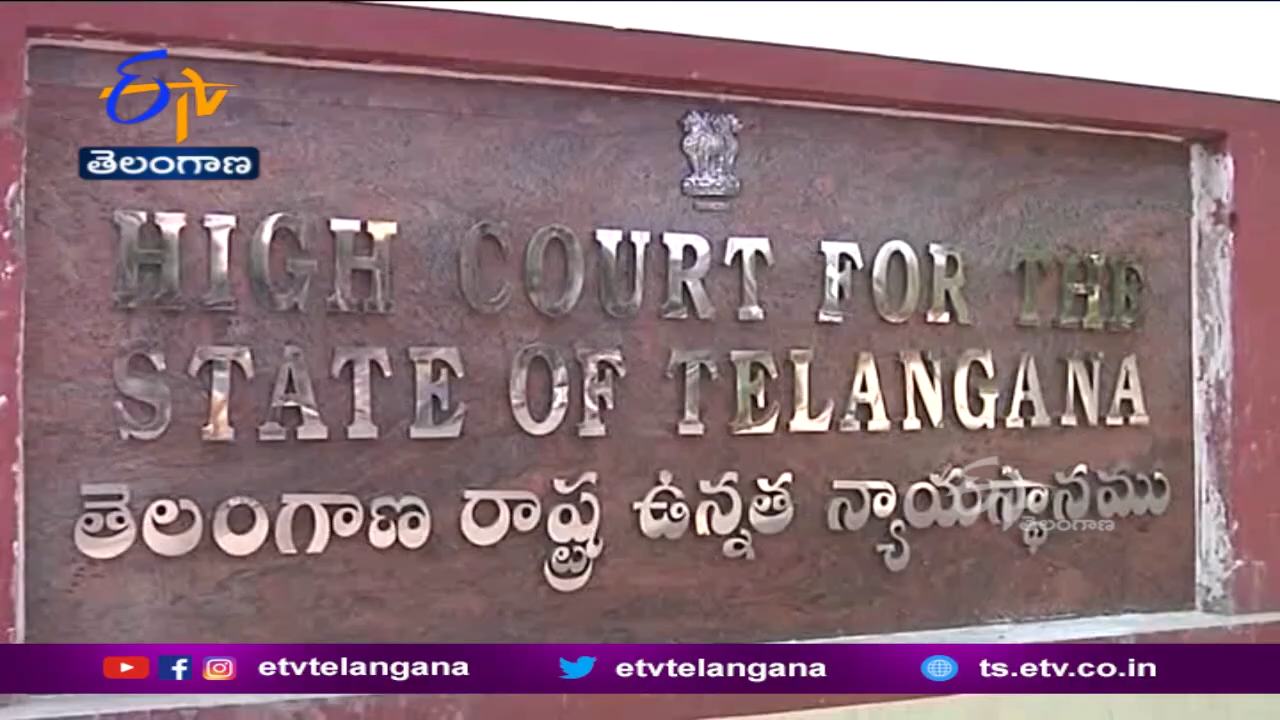 ETV
తెలంగాణ
HIGH COURT FOR THE
STATE OF TELANGANA
తెలంగాణ రాష్ట్ర ఉన్నత న్యాయస్థానము
తెలంగాణ
etvtelangana
etvtelangana
ts.etv.co.in